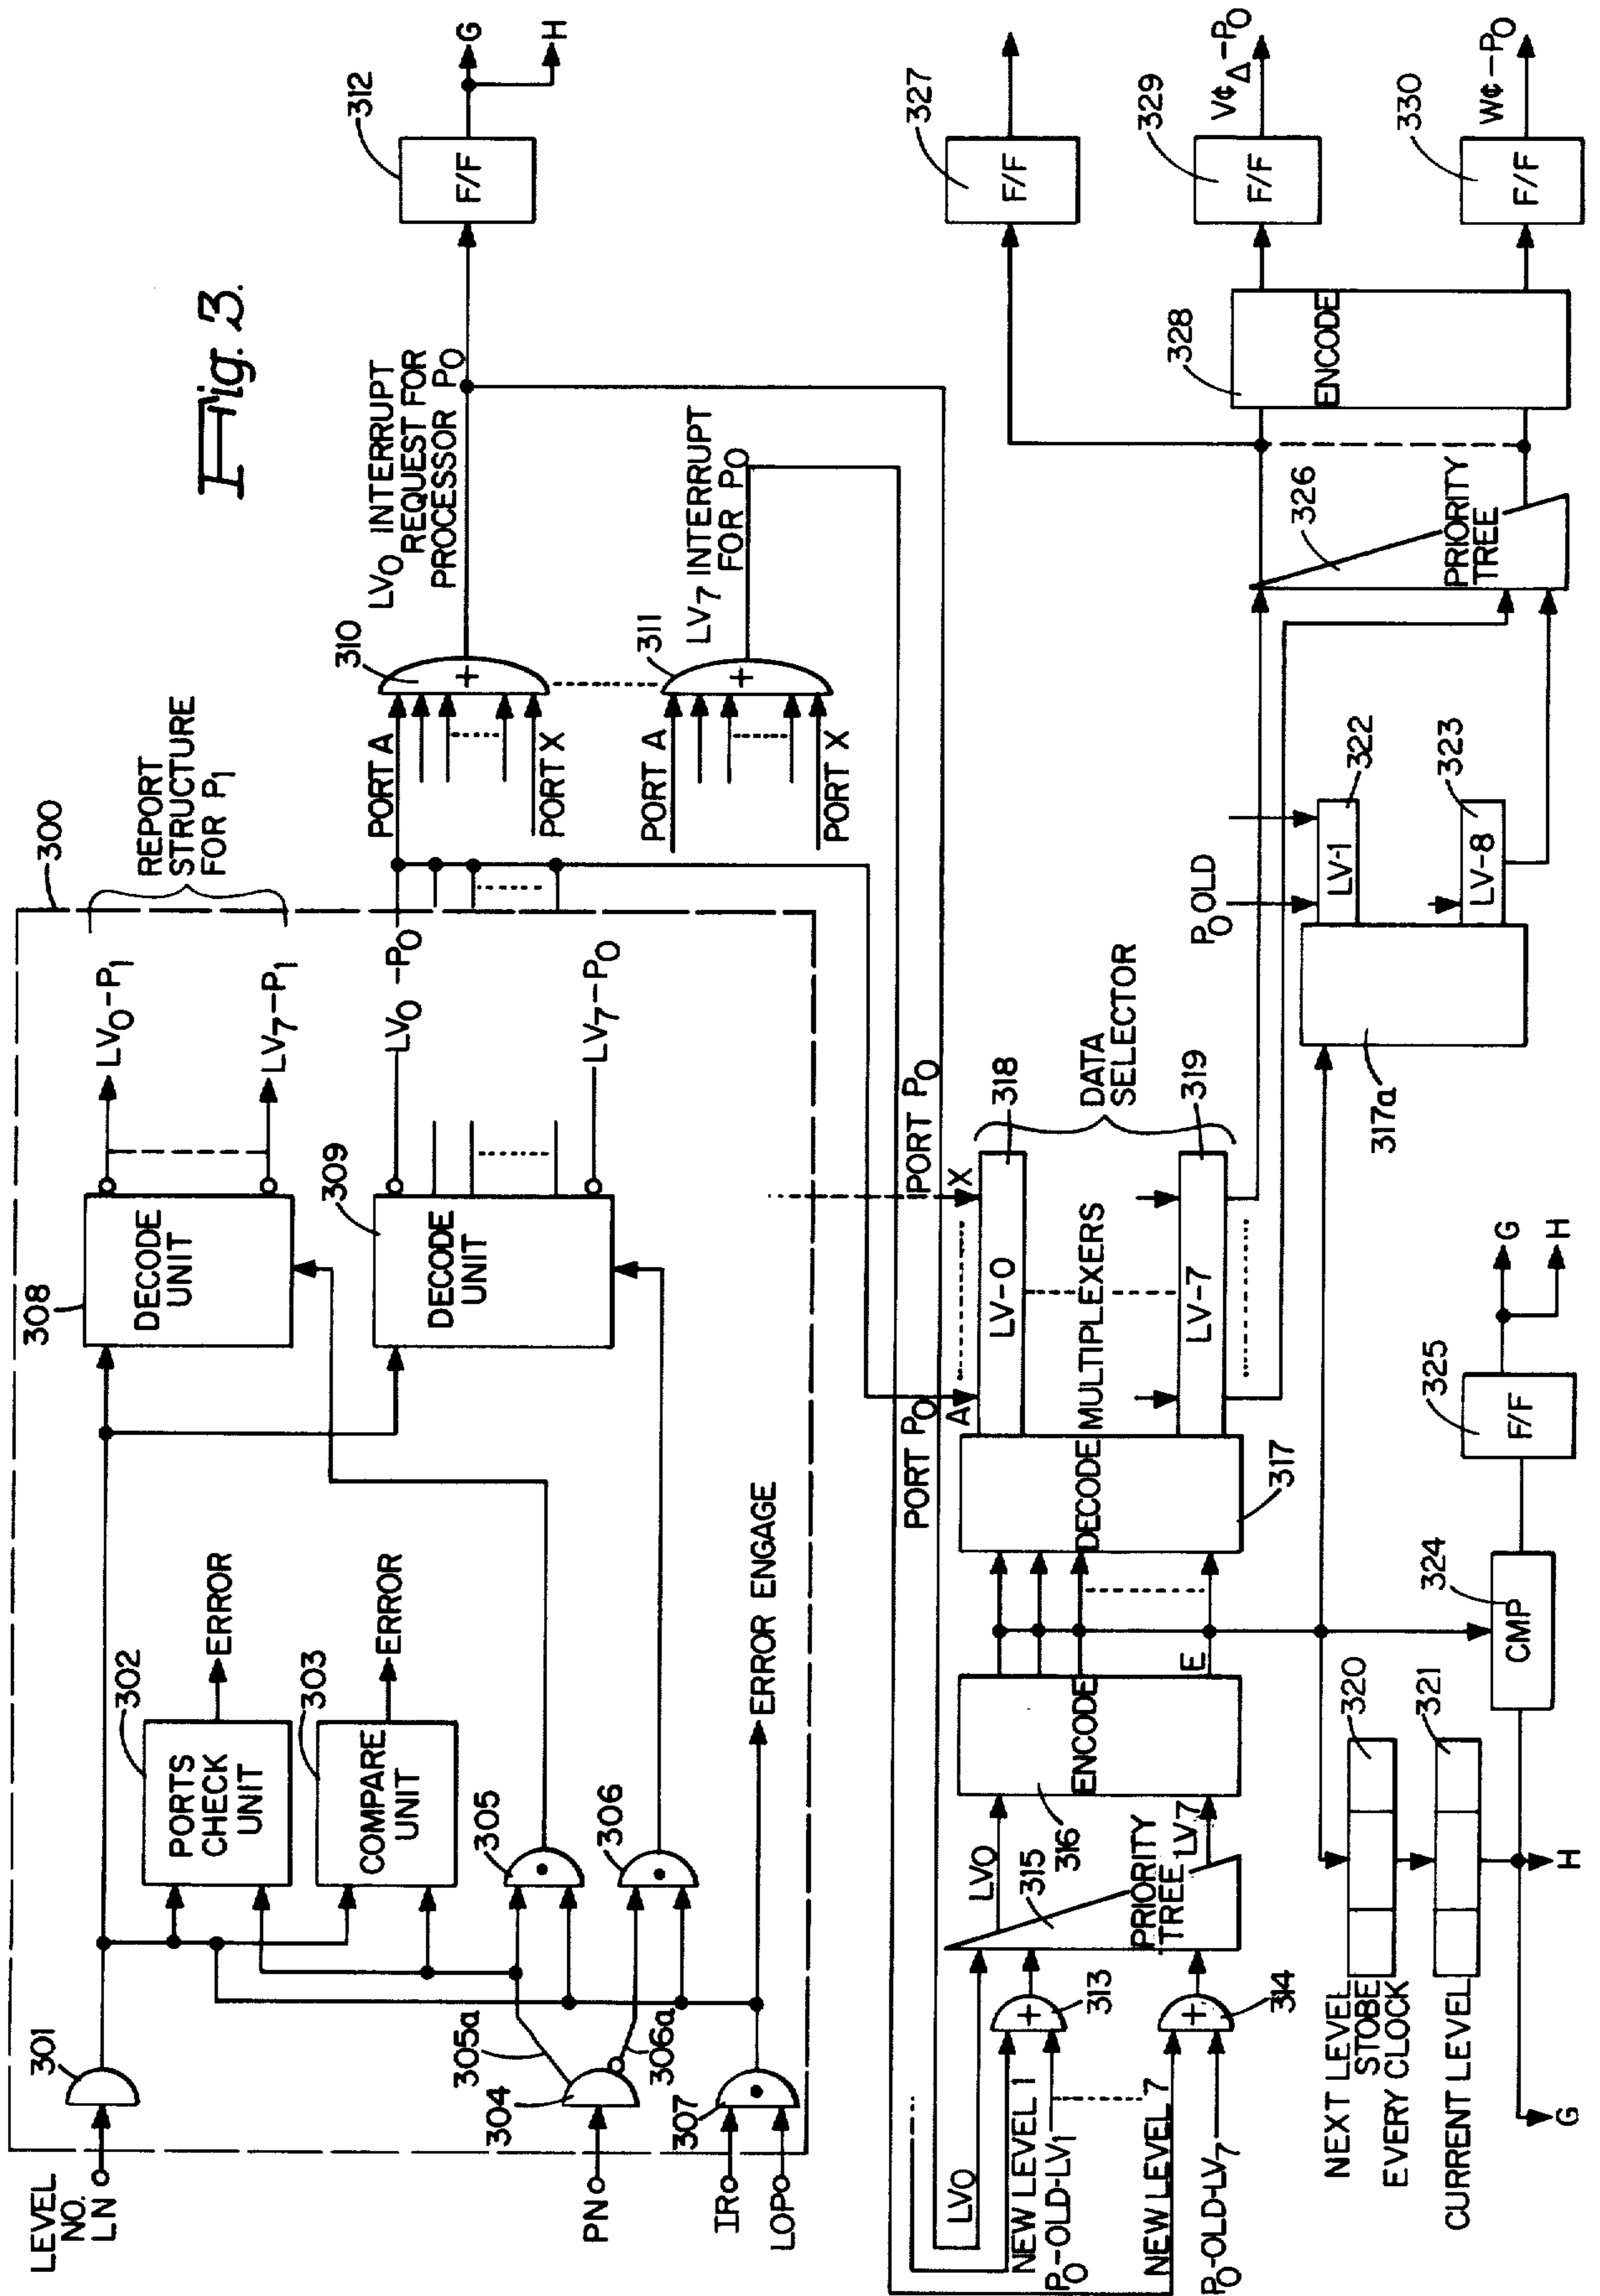 Fig. 3.
LEVEL
NO.
LN
301
PN
304
305a
306a
IR
LOP
307
302
PORTS
CHECK
UNIT
ERROR
303
COMPARE
UNIT
ERROR
305
306
ERROR ENGAGE
308
DECODE
UNIT
309
DECODE
UNIT
LV0-P1
LV7-P1
LV0-P0
LV7-P0
300
REPORT
STRUCTURE
FOR P1
PORT A
PORT X
310
LV0 INTERRUPT
REQUEST FOR
PROCESSOR P0
PORT A
PORT X
311
LV7 INTERRUPT
FOR P0
312
F/F
G
H
LV0
NEW LEVEL 1
P0-OLD-LV1
NEW LEVEL 7
7
P0-OLD-LV7
313
314
LV0
315
PRIORITY
TREE
LV7
316
ENCODE
E
DECODE
317
PORT P0
A
PORT P0
X
LV-0
318
MULTIPLEXERS
LV-7
319
DATA
SELECTOR
NEXT LEVEL
STOBE
EVERY CLOCK
320
CURRENT LEVEL
321
G
H
CMP
324
F/F
325
G
H
317a
P0 OLD
LV-1
322
LV-8
323
326
PRIORITY
TREE
328
ENCODE
327
F/F
329
F/F
V¢Δ-P0
330
F/F
W¢-P0